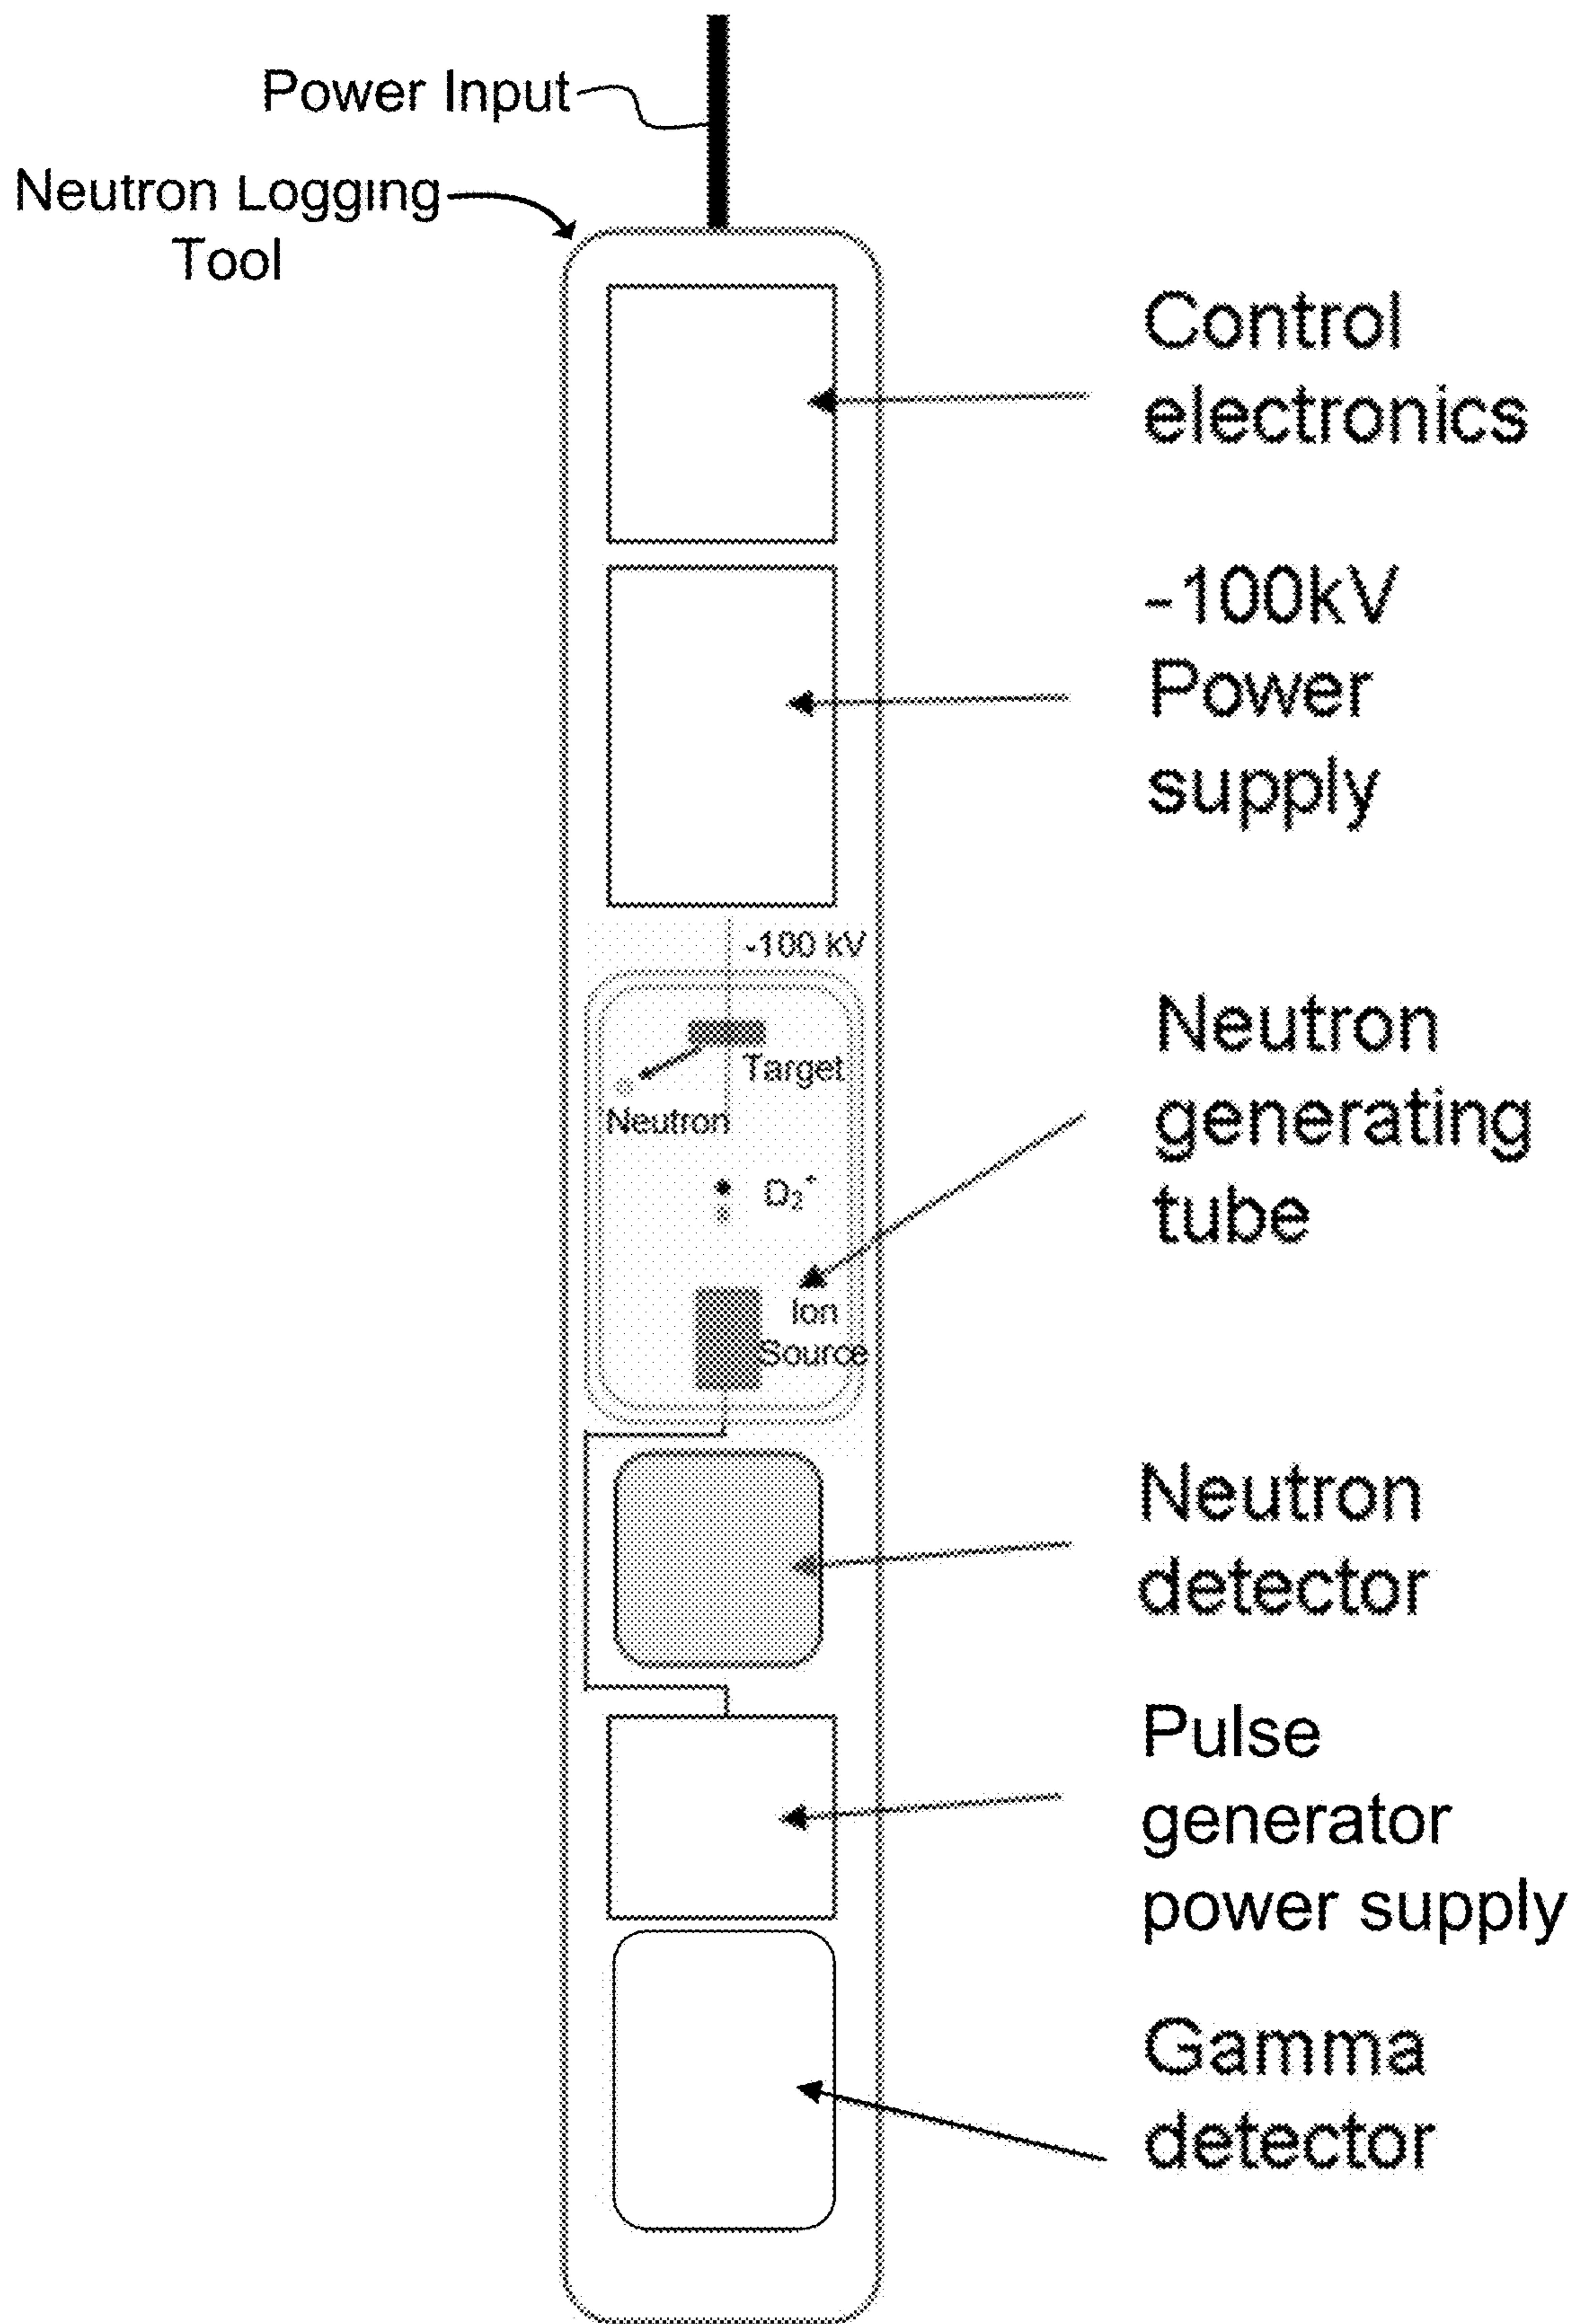 Power Input
Neutron Logging
Tool
Control
electronics
-100kV
Power
supply
-100 kV
Target
Neutron
D₂⁺
Ion
Source
Neutron
generating
tube
Neutron
detector
Pulse
generator
power supply
Gamma
detector